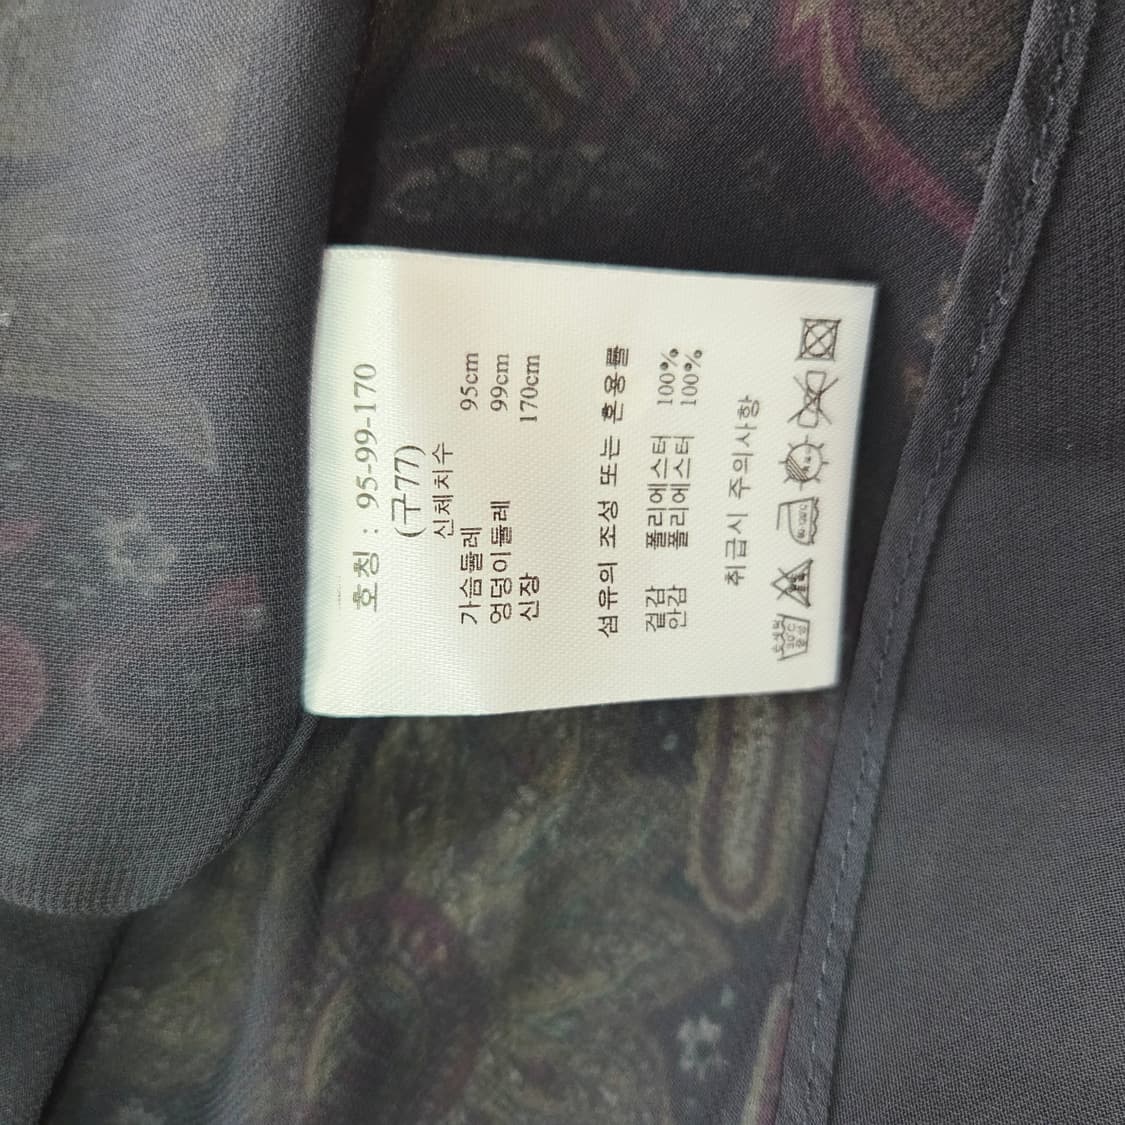 호칭 : 95-99-170
(구77)
신체치수
가슴둘레 95cm
엉덩이둘레 99cm
신장 170cm
섬유의 조성 또는 혼용률
겉감 폴리에스터 100%
안감 폴리에스터 100%
취급시 주의사항
30℃
중성